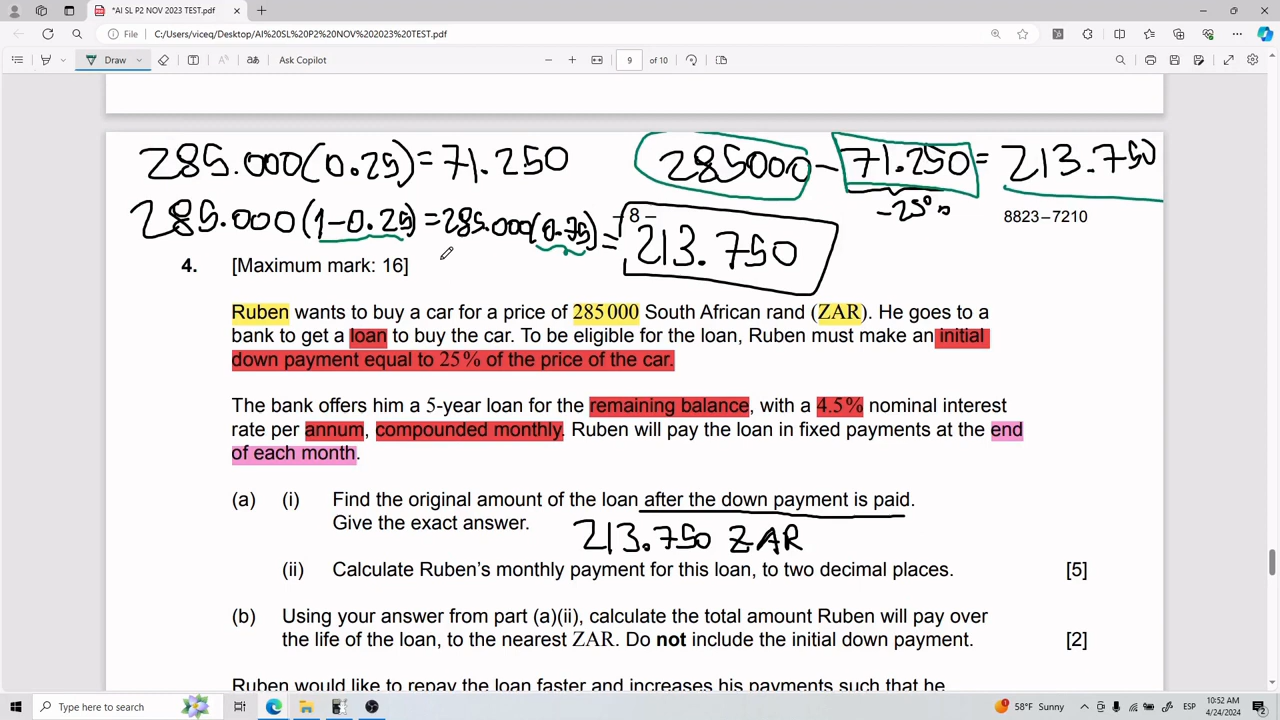 *AI SL P2 NOV 2023 TEST.pdf
File
C:/Users/viceq/Desktop/AI%20SL%20P2%20NOV%202023%20TEST.pdf
Draw
Ask Copilot
9 of 10
285.000(0.25)=71.250
285000-71.250=213.750
-25%
285.000(1-0.25)=285.000(0.75)=213.750
-8-
8823–7210
4. [Maximum mark: 16]
Ruben wants to buy a car for a price of 285 000 South African rand (ZAR). He goes to a
bank to get a loan to buy the car. To be eligible for the loan, Ruben must make an initial
down payment equal to 25 % of the price of the car.
The bank offers him a 5-year loan for the remaining balance, with a 4.5 % nominal interest
rate per annum, compounded monthly. Ruben will pay the loan in fixed payments at the end
of each month.
(a) (i) Find the original amount of the loan after the down payment is paid.
Give the exact answer.
213.750 ZAR
(ii) Calculate Ruben's monthly payment for this loan, to two decimal places. [5]
(b) Using your answer from part (a)(ii), calculate the total amount Ruben will pay over
the life of the loan, to the nearest ZAR. Do not include the initial down payment. [2]
Ruben would like to repay the loan faster and increases his payments such that he
Type here to search
58°F Sunny
ESP
10:52 AM
4/24/2024